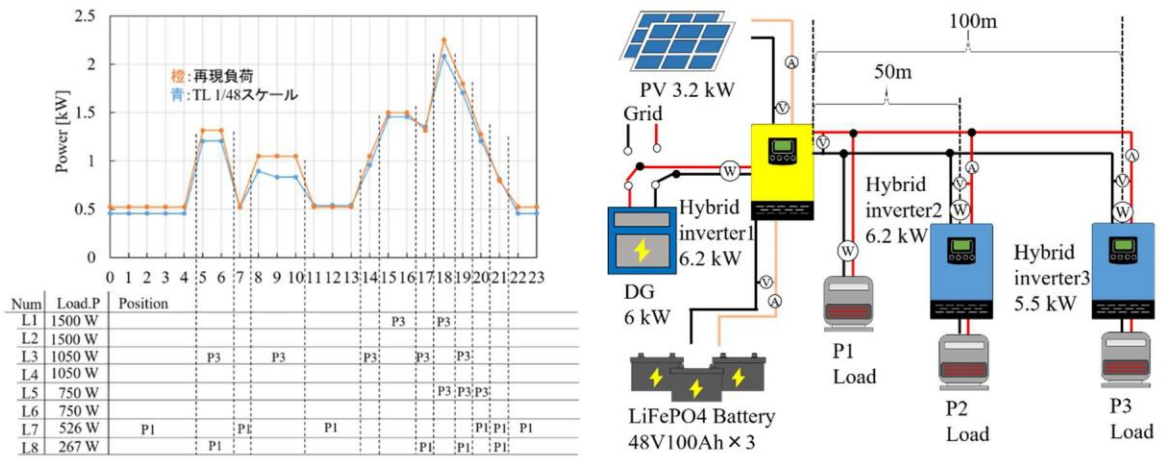 2.5
2
1.5
1
0.5
0
Power [kW]
橙:再現負荷
青:TL 1/48スケール
0 1 2 3 4 5 6 7 8 9 10 11 12 13 14 15 16 17 18 19 20 21 22 23
Num Load.P Position
L1 1500 W P3 P3
L2 1500 W
L3 1050 W P3 P3 P3 P3 P3
L4 1050 W
L5 750 W P3 P3 P3
L6 750 W
L7 526 W P1 P1 P1 P1 P1 P1
L8 267 W P1 P1 P1 P1
PV 3.2 kW
Grid
A
V
100m
50m
V
W
Hybrid
inverter1
6.2 kW
DG
6 kW
V
A
LiFePO4 Battery
48V100Ah×3
W
P1
Load
Hybrid
inverter2
6.2 kW
A
V
W
P2
Load
Hybrid
inverter3
5.5 kW
A
V
W
P3
Load